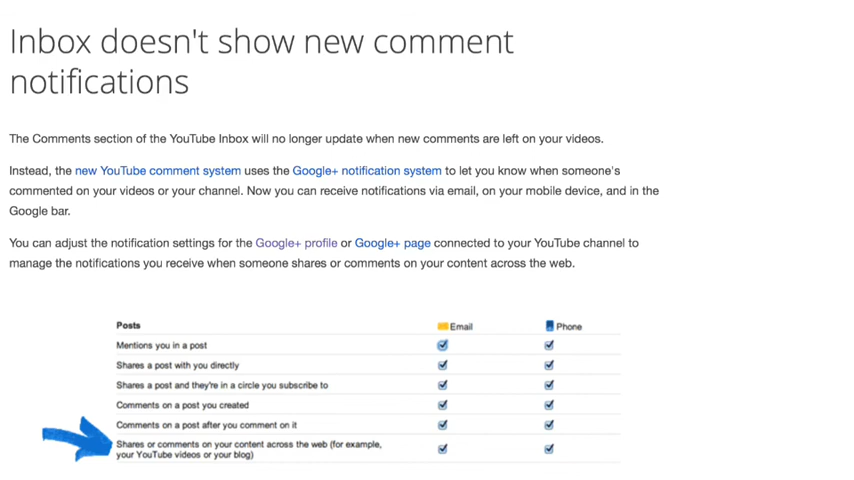 Inbox doesn't show new comment
notifications
The Comments section of the YouTube Inbox will no longer update when new comments are left on your videos.
Instead, the new YouTube comment system uses the Google+ notification system to let you know when someone's
commented on your videos or your channel. Now you can receive notifications via email, on your mobile device, and in the
Google bar.
You can adjust the notification settings for the Google+ profile or Google+ page connected to your YouTube channel to
manage the notifications you receive when someone shares or comments on your content across the web.
Posts Email Phone
Mentions you in a post
Shares a post with you directly
Shares a post and they're in a circle you subscribe to
Comments on a post you created
Comments on a post after you comment on it
Shares or comments on your content across the web (for example,
your YouTube videos or your blog)